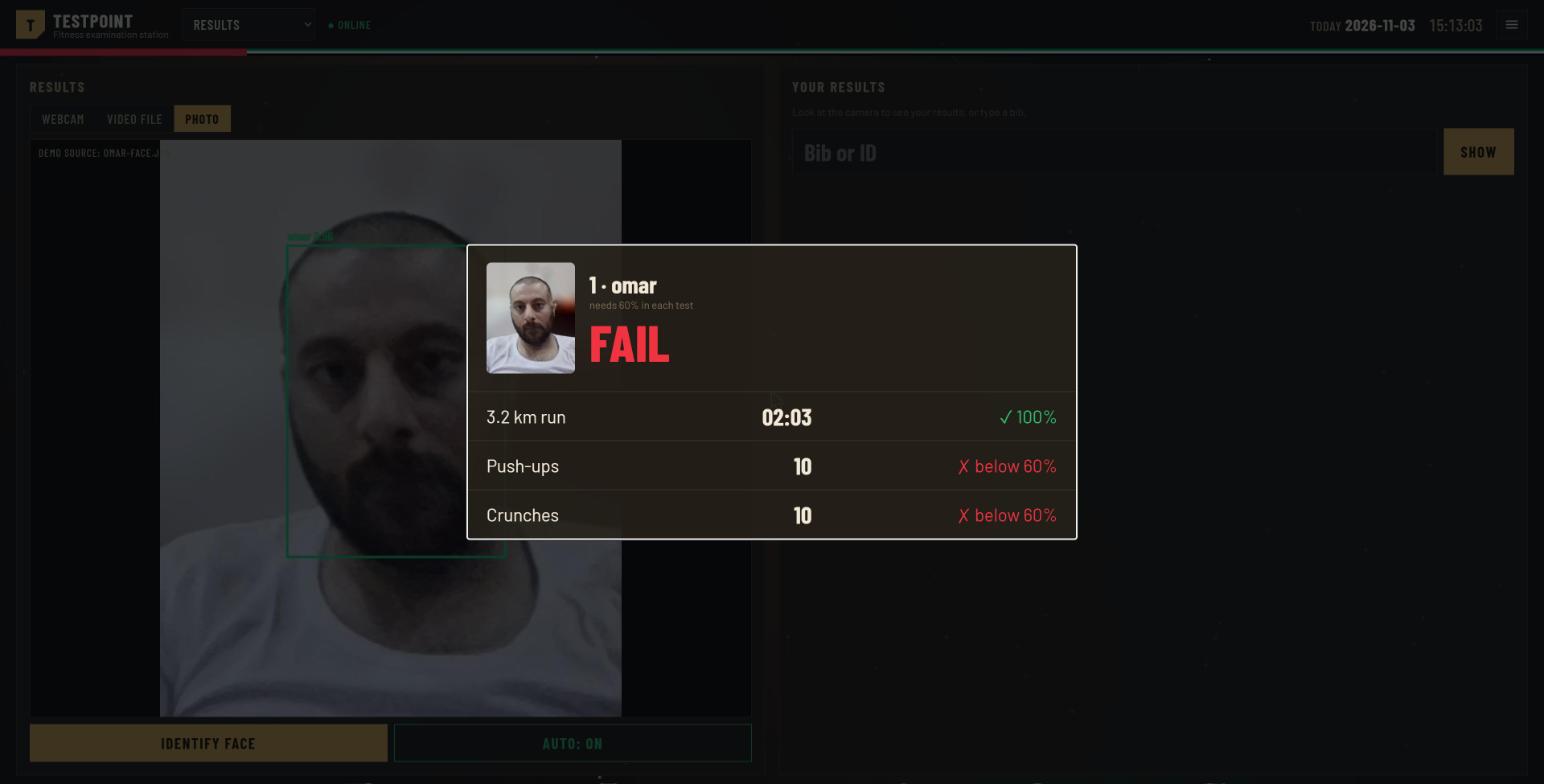 T
TESTPOINT
Fitness examination station
RESULTS
ONLINE
TODAY 2026-11-03 15:13:03
RESULTS
WEBCAM VIDEO FILE PHOTO
DEMO SOURCE: OMAR-FACE.J
YOUR RESULTS
Look at the camera to see your results, or type a bib.
Bib or ID
SHOW
1 · omar
needs 60% in each test
FAIL
3.2 km run 02:03 ✓ 100%
Push-ups 10 ✗ below 60%
Crunches 10 ✗ below 60%
IDENTIFY FACE
AUTO: ON